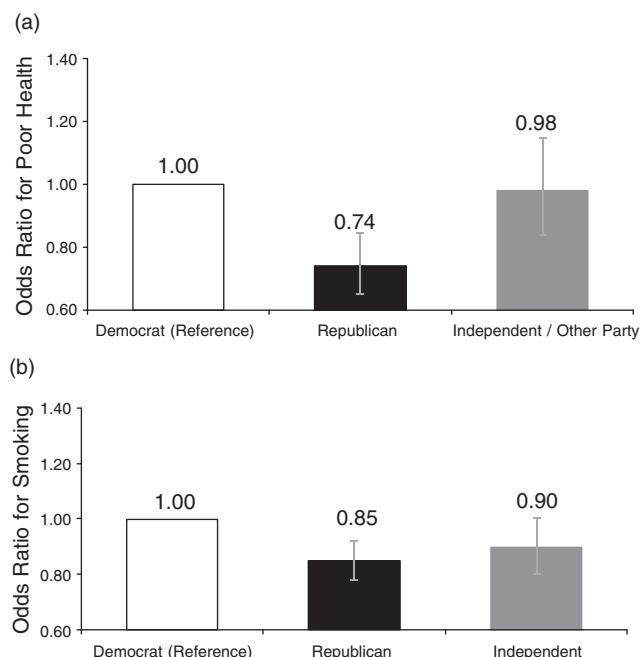 (a)
Odds Ratio for Poor Health
1.40
1.20
1.00
0.80
0.60
1.00
0.74
0.98
Democrat (Reference)
Republican
Independent / Other Party
(b)
Odds Ratio for Smoking
1.40
1.20
1.00
0.80
0.60
1.00
0.85
0.90
Democrat (Reference)
Republican
Independent